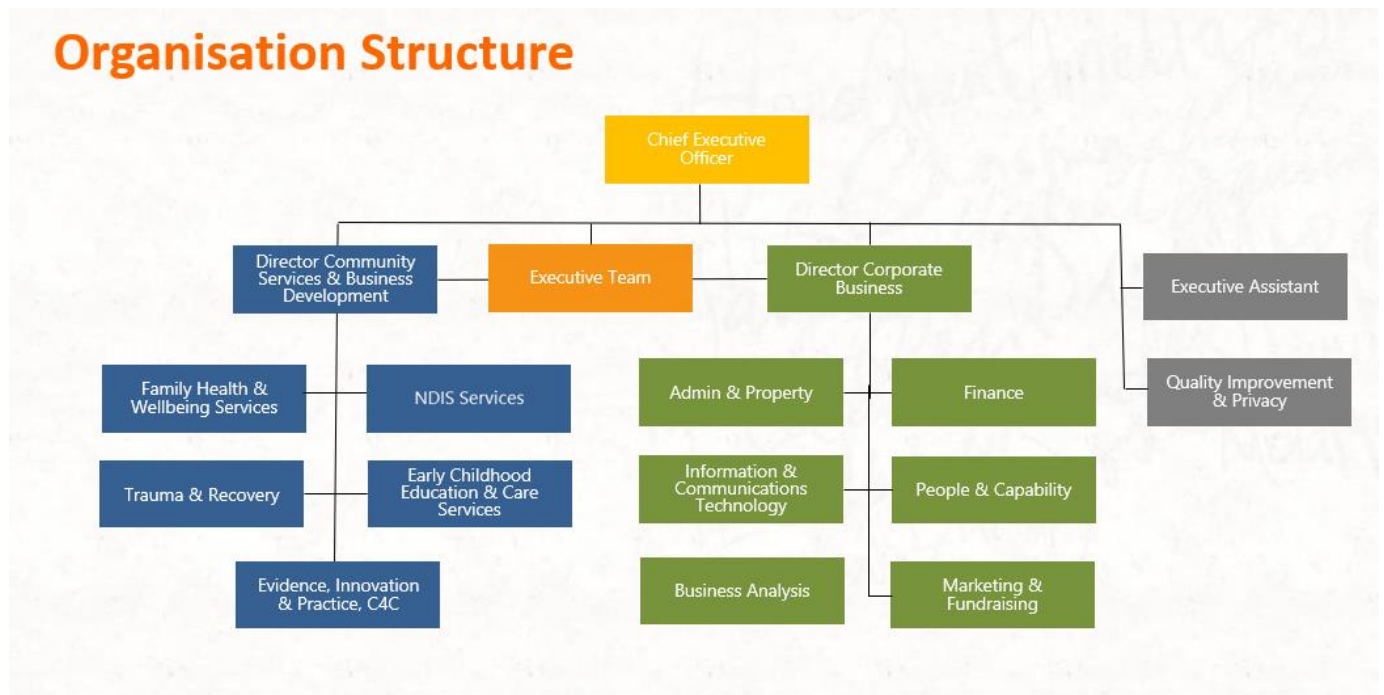 Organisation Structure
Chief Executive
Officer
Director Community
Services & Business
Development
Executive Team
Director Corporate
Business
Executive Assistant
Family Health &
Wellbeing Services
NDIS Services
Admin & Property
Finance
Quality Improvement
& Privacy
Trauma & Recovery
Early Childhood
Education & Care
Services
Information &
Communications
Technology
People & Capability
Evidence, Innovation
& Practice, C4C
Business Analysis
Marketing &
Fundraising